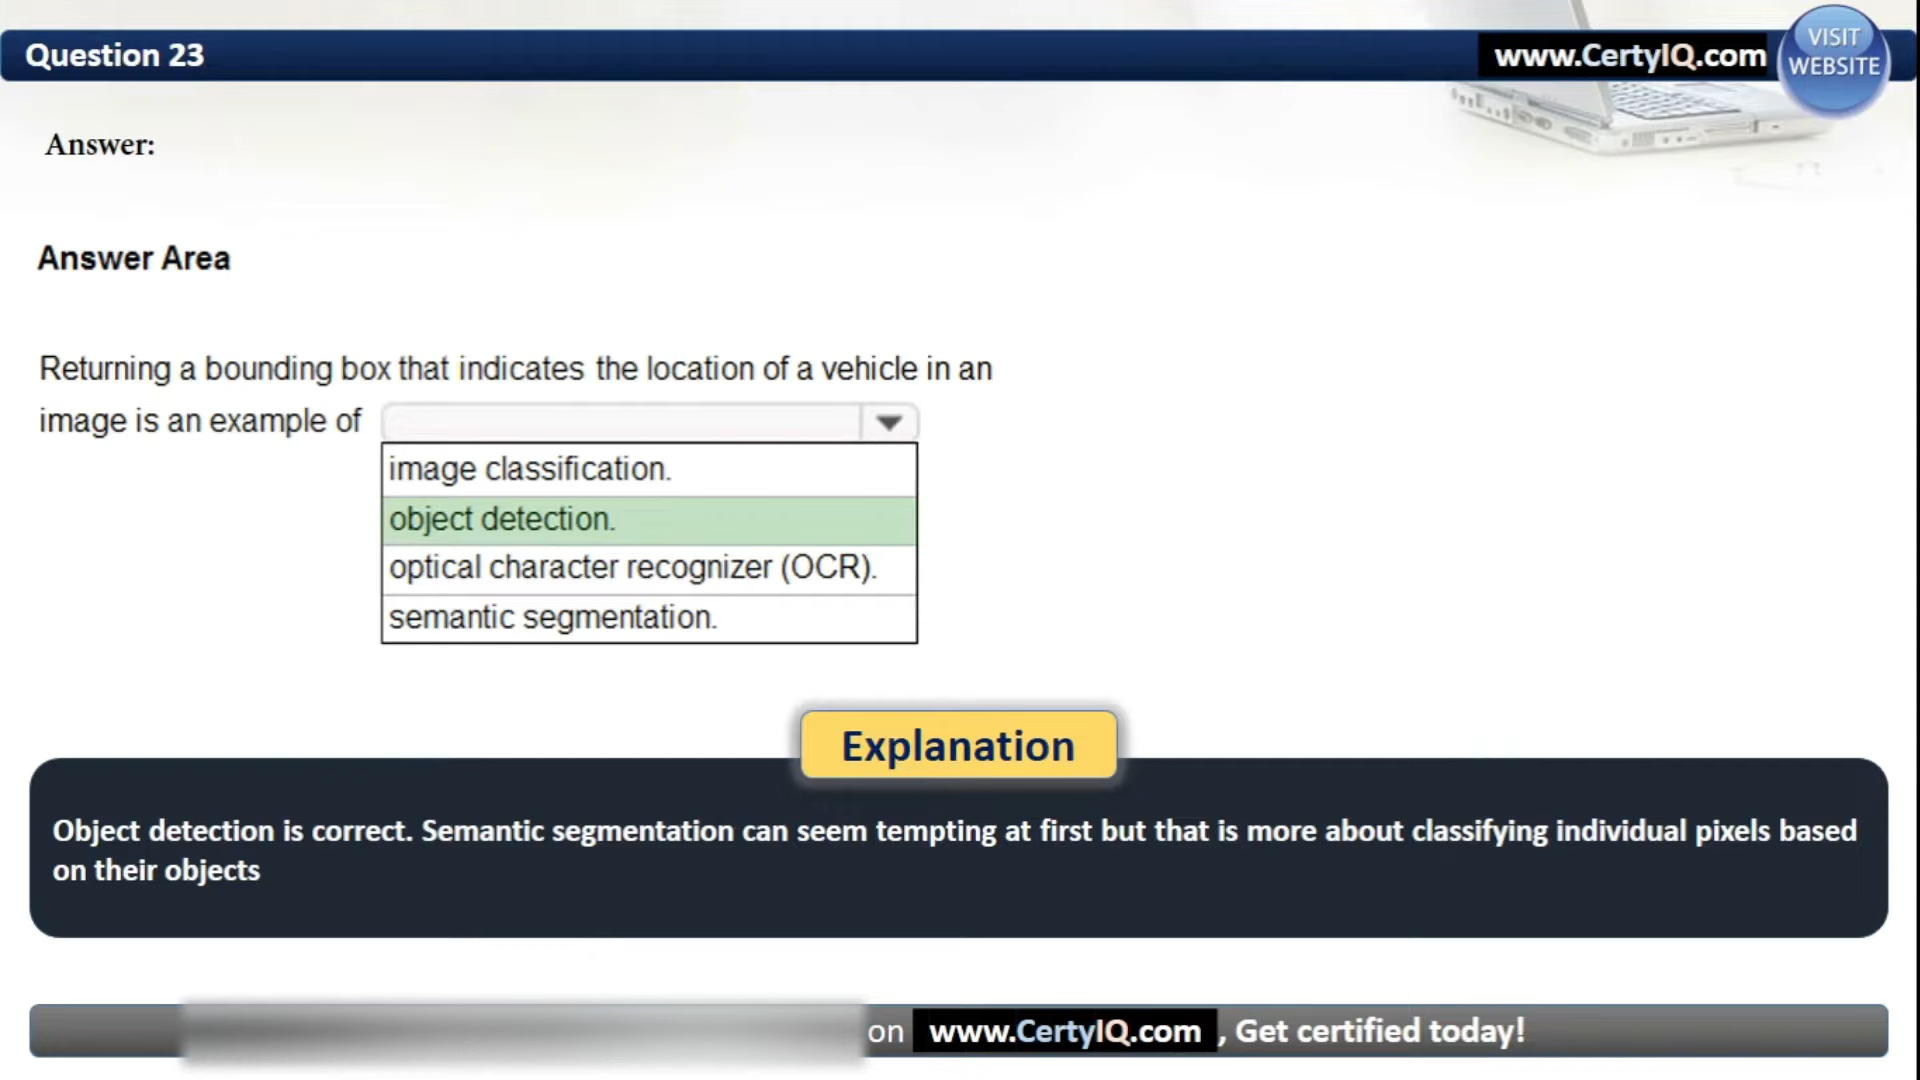 Question 23
www.CertyIQ.com
VISIT
WEBSITE
Answer:
Answer Area
Returning a bounding box that indicates the location of a vehicle in an
image is an example of
image classification.
object detection.
optical character recognizer (OCR).
semantic segmentation.
Explanation
Object detection is correct. Semantic segmentation can seem tempting at first but that is more about classifying individual pixels based
on their objects
on www.CertyIQ.com , Get certified today!